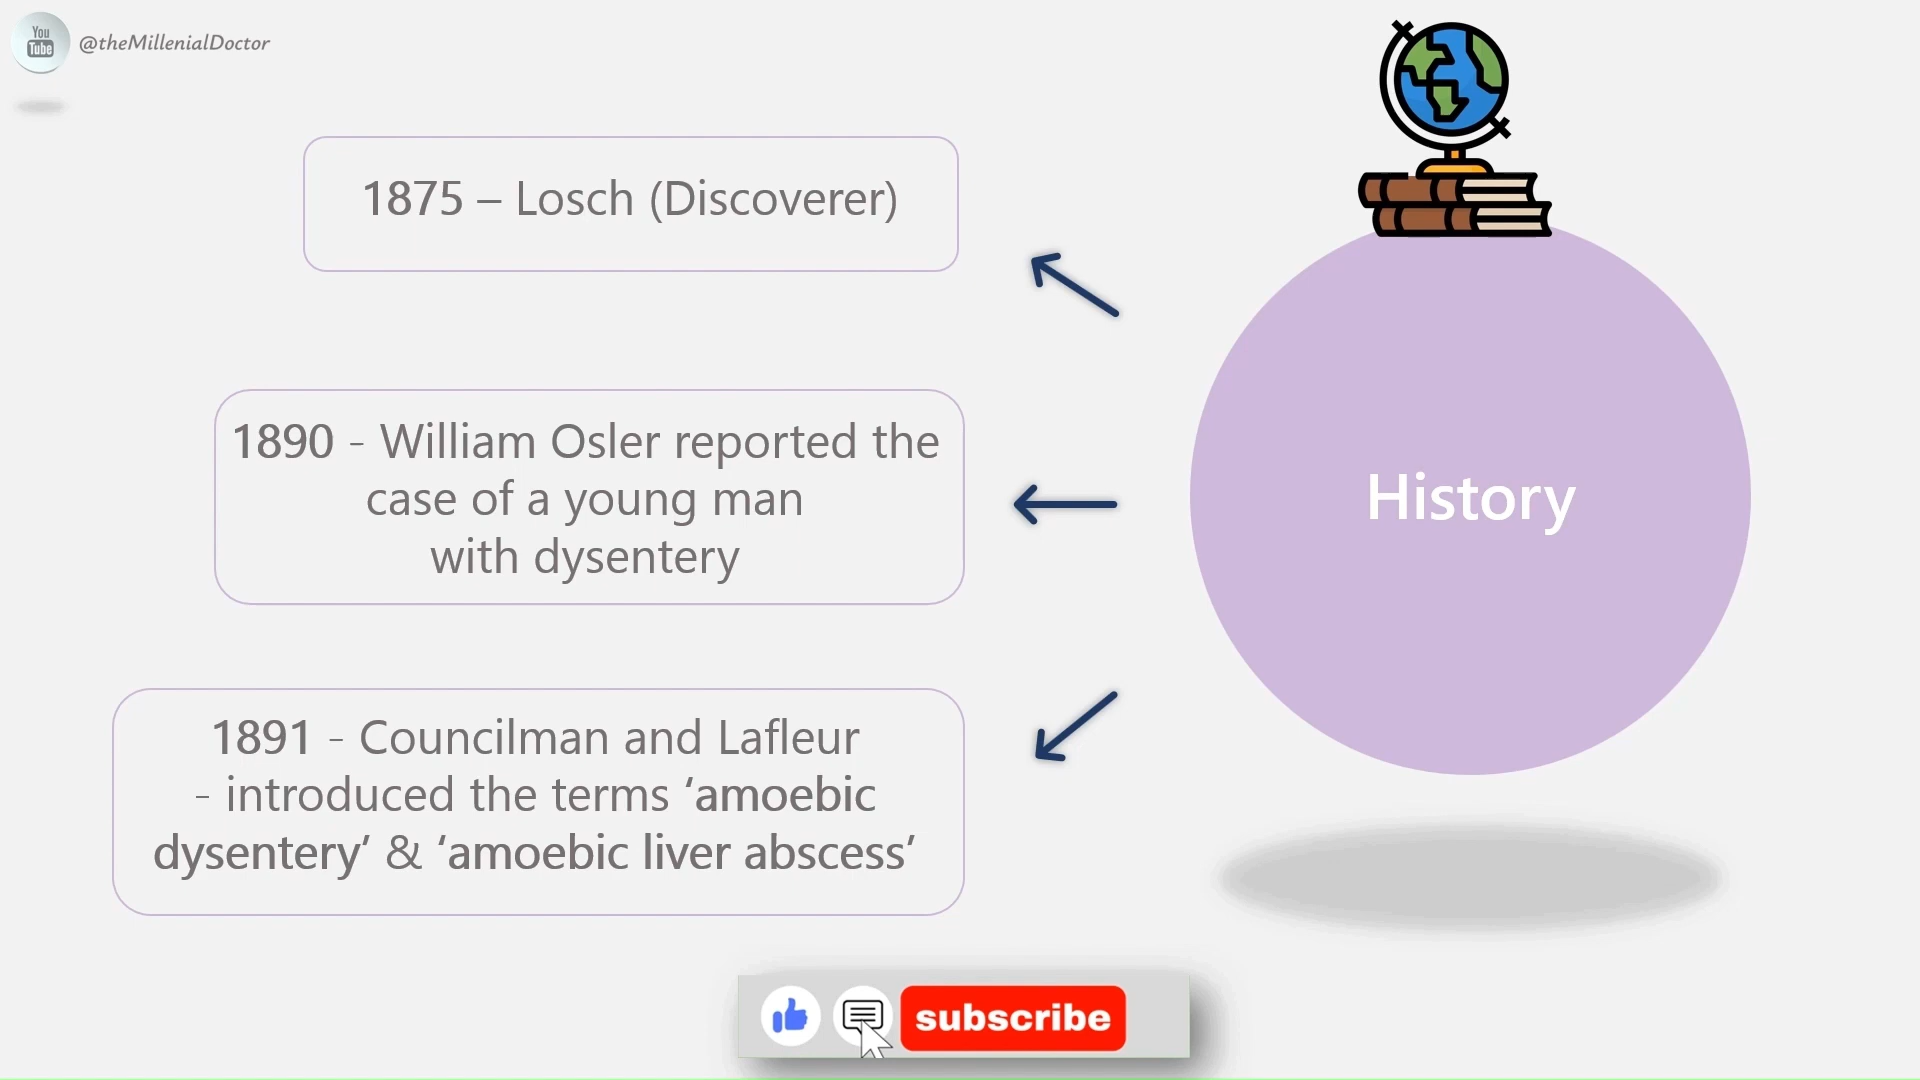 You
Tube
@theMillenialDoctor
1875 – Losch (Discoverer)
1890 - William Osler reported the
case of a young man
with dysentery
1891 - Councilman and Lafleur
- introduced the terms ‘amoebic
dysentery’ & ‘amoebic liver abscess’
History
subscribe